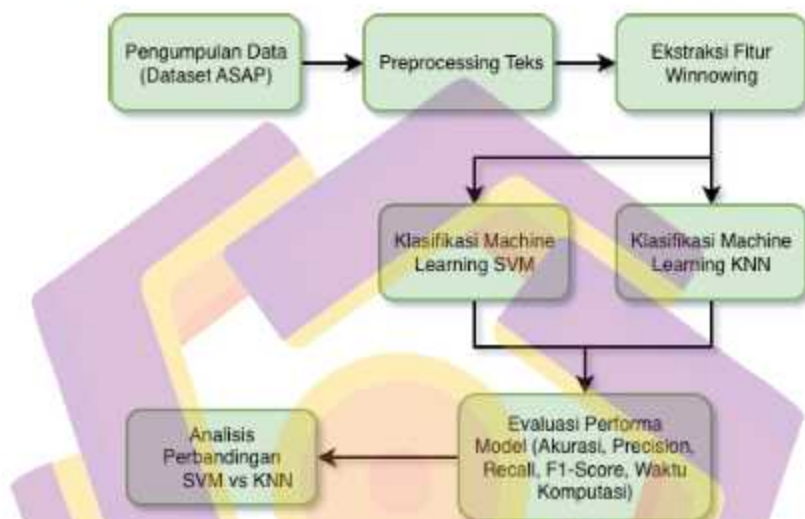 Pengumpulan Data
(Dataset ASAP)
Preprocessing Teks
Ekstraksi Fitur
Winnowing
Klasifikasi Machine
Learning SVM
Klasifikasi Machine
Learning KNN
Evaluasi Performa
Model (Akurasi, Precision,
Recall, F1-Score, Waktu
Komputasi)
Analisis
Perbandingan
SVM vs KNN